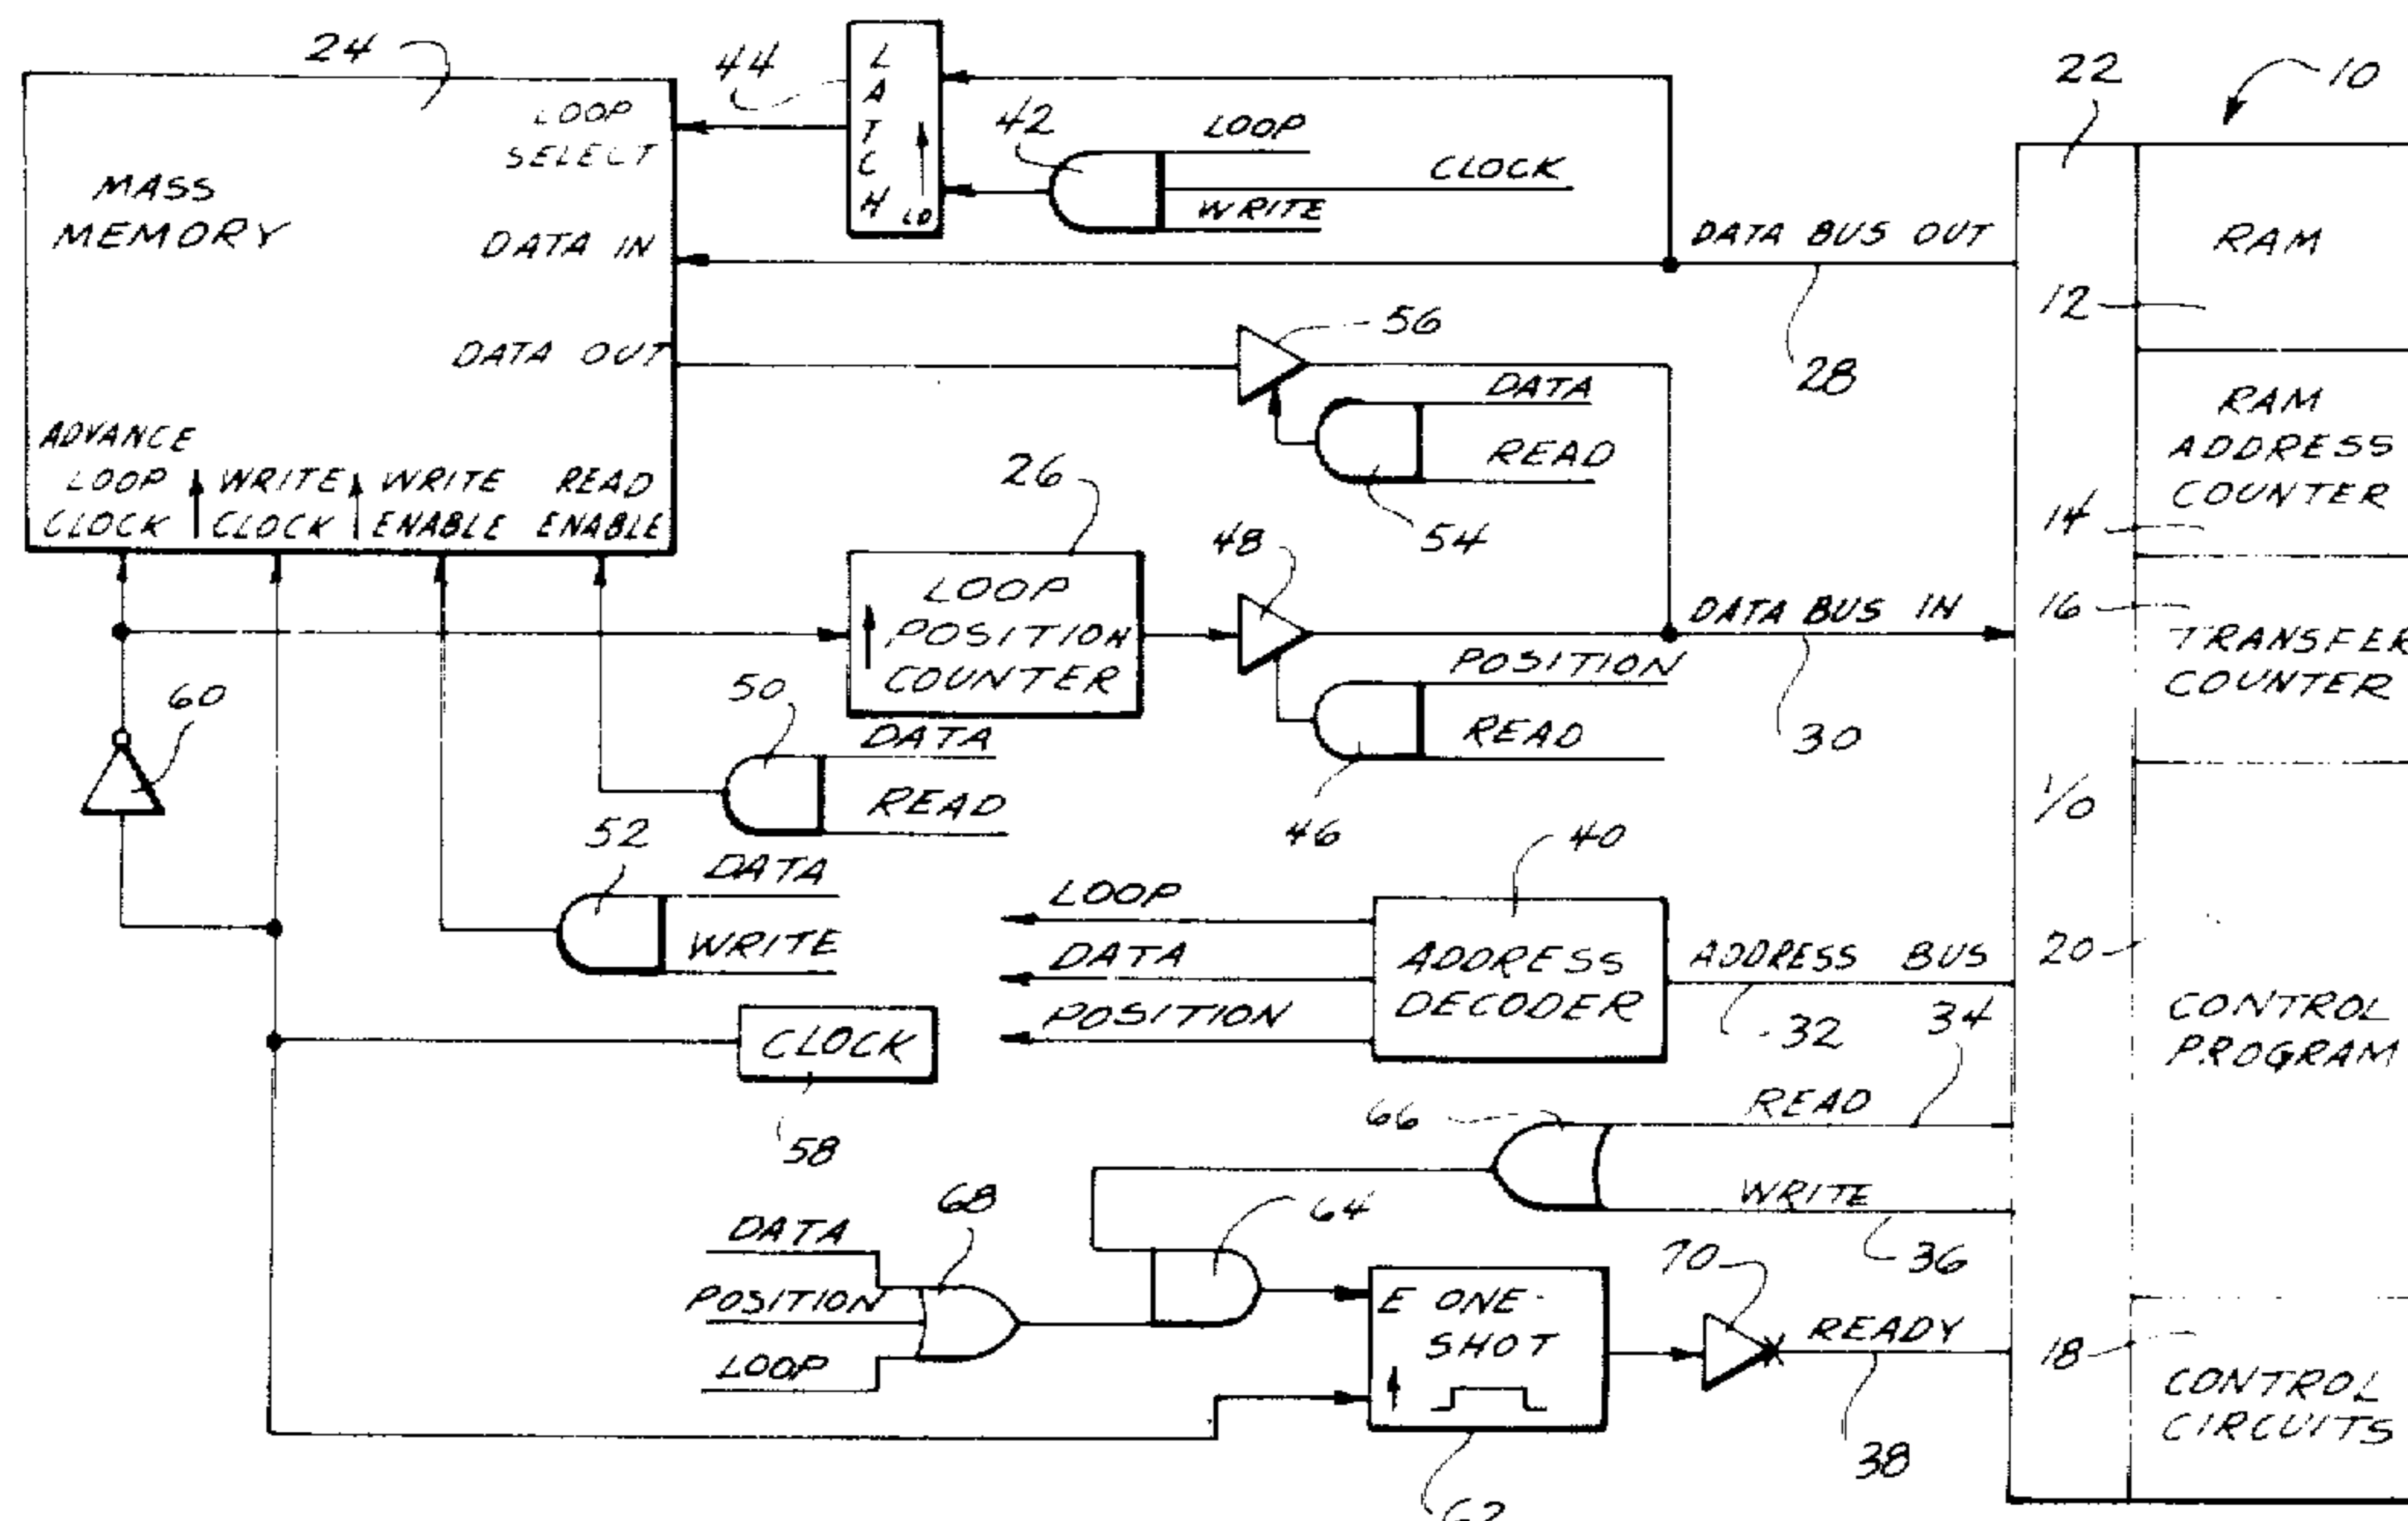 24
MASS
MEMORY
LOOP
SELECT
DATA IN
DATA OUT
ADVANCE
LOOP
CLOCK
WRITE
CLOCK
WRITE
ENABLE
READ
ENABLE
44
LATCH
LD
42
LOOP
CLOCK
WRITE
DATA BUS OUT
28
22
10
RAM
12
RAM
ADDRESS
COUNTER
14
16
TRANSFER
COUNTER
I/O
20
CONTROL
PROGRAM
18
CONTROL
CIRCUITS
56
DATA
READ
54
26
LOOP
POSITION
COUNTER
48
DATA BUS IN
30
POSITION
READ
46
60
50
DATA
READ
52
DATA
WRITE
CLOCK
58
LOOP
DATA
POSITION
40
ADDRESS
DECODER
ADDRESS BUS
32
34
READ
66
WRITE
36
68
DATA
POSITION
LOOP
64
E ONE-
SHOT
62
70
READY
38